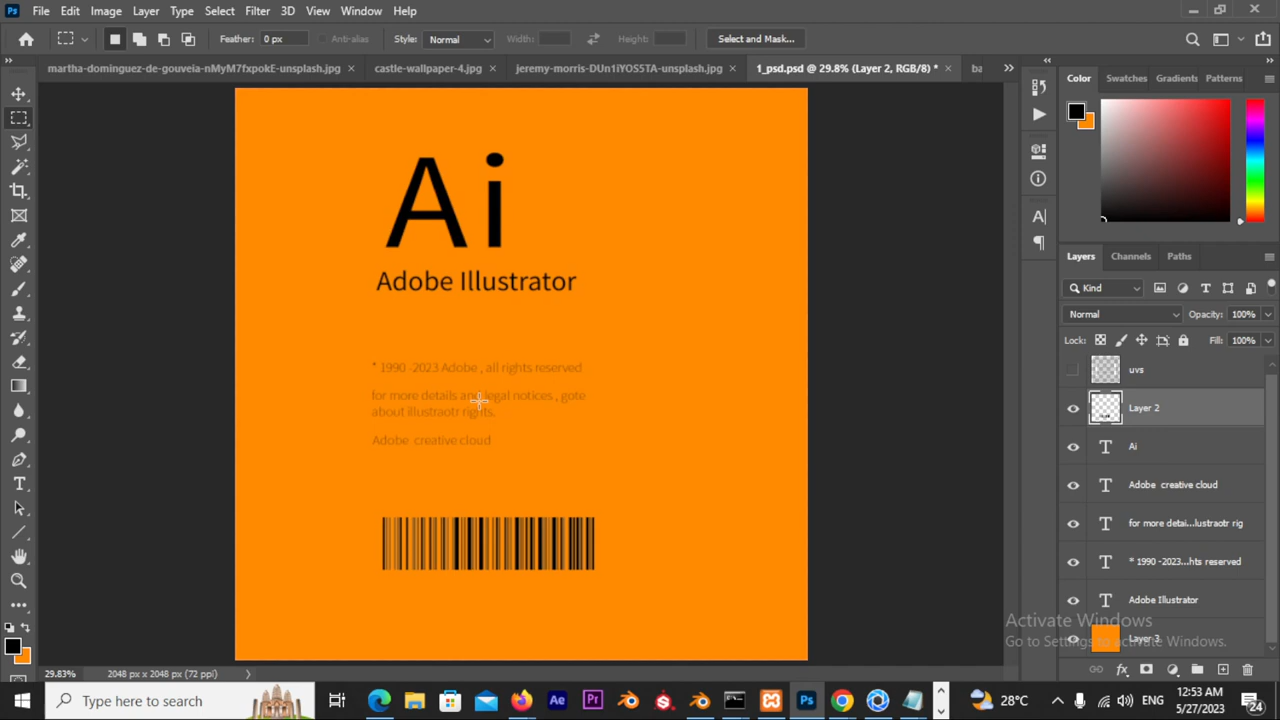 Ps File Edit Image Layer Type Select Filter 3D View Window Help
Feather: 0 px Anti-alias Style: Normal Width: Height: Select and Mask...
martha-dominguez-de-gouveia-nMyM7fxpokE-unsplash.jpg castle-wallpaper-4.jpg jeremy-morris-DUn1iYOS5TA-unsplash.jpg 1_psd.psd @ 29.8% (Layer 2, RGB/8) * ba
Color Swatches Gradients Patterns
Ai
Adobe Illustrator
* 1990 -2023 Adobe , all rights reserved
for more details and legal notices , gote
about illustraotr rights.
Adobe creative cloud
Layers Channels Paths
Kind
Normal Opacity: 100%
Lock: Fill: 100%
uvs
Layer 2
Ai
Adobe creative cloud
for more detai...lustraotr rig
* 1990 -2023...hts reserved
Adobe Illustrator
Layer 3
Activate Windows
Go to Settings to activate Windows.
29.83% 2048 px x 2048 px (72 ppi)
Type here to search
Ae Pr Ps 28°C ENG 12:53 AM
5/27/2023 24